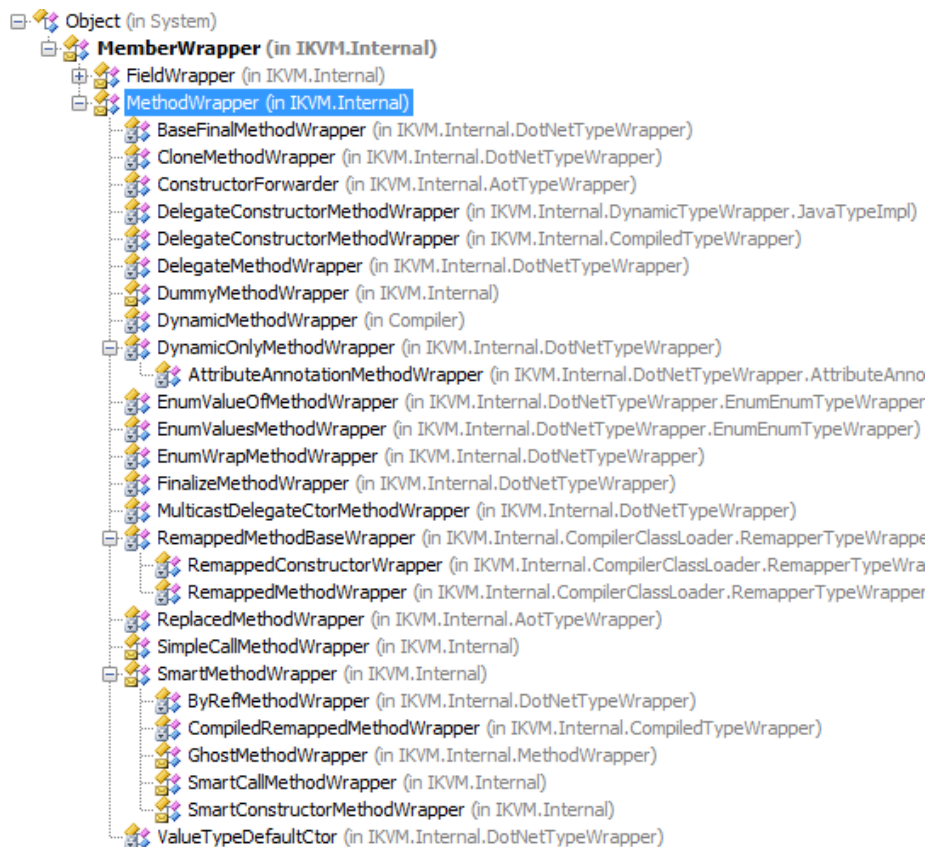 Object (in System)
MemberWrapper (in IKVM.Internal)
FieldWrapper (in IKVM.Internal)
MethodWrapper (in IKVM.Internal)
BaseFinalMethodWrapper (in IKVM.Internal.DotNetTypeWrapper)
CloneMethodWrapper (in IKVM.Internal.DotNetTypeWrapper)
ConstructorForwarder (in IKVM.Internal.AotTypeWrapper)
DelegateConstructorMethodWrapper (in IKVM.Internal.DynamicTypeWrapper.JavaTypeImpl)
DelegateConstructorMethodWrapper (in IKVM.Internal.CompiledTypeWrapper)
DelegateMethodWrapper (in IKVM.Internal.DotNetTypeWrapper)
DummyMethodWrapper (in IKVM.Internal)
DynamicMethodWrapper (in Compiler)
DynamicOnlyMethodWrapper (in IKVM.Internal.DotNetTypeWrapper)
AttributeAnnotationMethodWrapper (in IKVM.Internal.DotNetTypeWrapper.AttributeAnno
EnumValueOfMethodWrapper (in IKVM.Internal.DotNetTypeWrapper.EnumEnumTypeWrapper
EnumValuesMethodWrapper (in IKVM.Internal.DotNetTypeWrapper.EnumEnumTypeWrapper)
EnumWrapMethodWrapper (in IKVM.Internal.DotNetTypeWrapper)
FinalizeMethodWrapper (in IKVM.Internal.DotNetTypeWrapper)
MulticastDelegateCtorMethodWrapper (in IKVM.Internal.DotNetTypeWrapper)
RemappedMethodBaseWrapper (in IKVM.Internal.CompilerClassLoader.RemapperTypeWrappe
RemappedConstructorWrapper (in IKVM.Internal.CompilerClassLoader.RemapperTypeWra
RemappedMethodWrapper (in IKVM.Internal.CompilerClassLoader.RemapperTypeWrapper
ReplacedMethodWrapper (in IKVM.Internal.AotTypeWrapper)
SimpleCallMethodWrapper (in IKVM.Internal)
SmartMethodWrapper (in IKVM.Internal)
ByRefMethodWrapper (in IKVM.Internal.DotNetTypeWrapper)
CompiledRemappedMethodWrapper (in IKVM.Internal.CompiledTypeWrapper)
GhostMethodWrapper (in IKVM.Internal.MethodWrapper)
SmartCallMethodWrapper (in IKVM.Internal)
SmartConstructorMethodWrapper (in IKVM.Internal)
ValueTypeDefaultCtor (in IKVM.Internal.DotNetTypeWrapper)